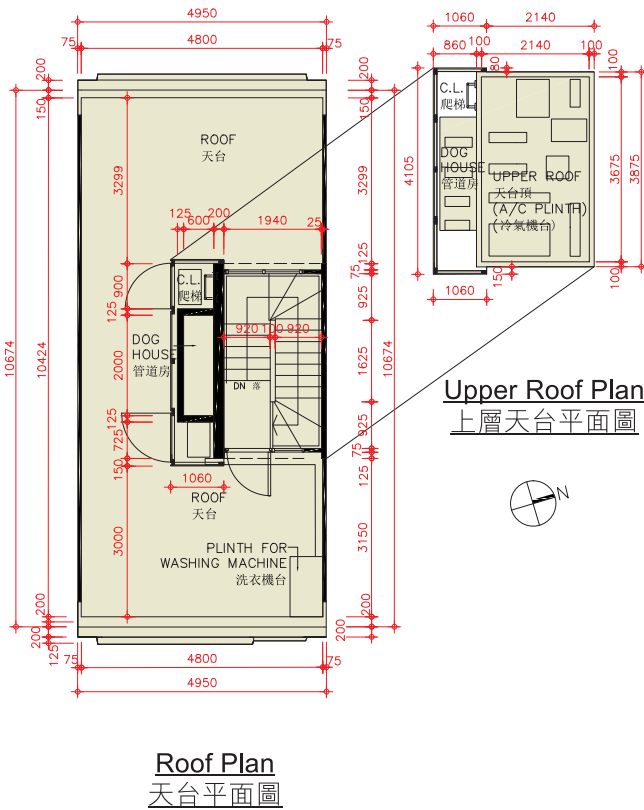 4950
75
4800
75
200
150
3299
900
125
2000
125
725
150
3000
200
200
125
10674
10424
ROOF
天台
125
600
200
1940
25
C.L.
爬梯
DOG
HOUSE
管道房
920
100
920
DN 落
1060
ROOF
天台
PLINTH FOR
WASHING MACHINE
洗衣機台
200
150
3299
125
75
925
1625
925
75
125
3150
200
200
10674
75
4800
75
4950
Roof Plan
天台平面圖
1060
2140
860
100
2140
100
80
100
4105
3675
3875
100
150
1060
C.L.
爬梯
DOG
HOUSE
管道房
UPPER ROOF
天台頂
(A/C PLINTH)
(冷氣機台)
Upper Roof Plan
上層天台平面圖
N